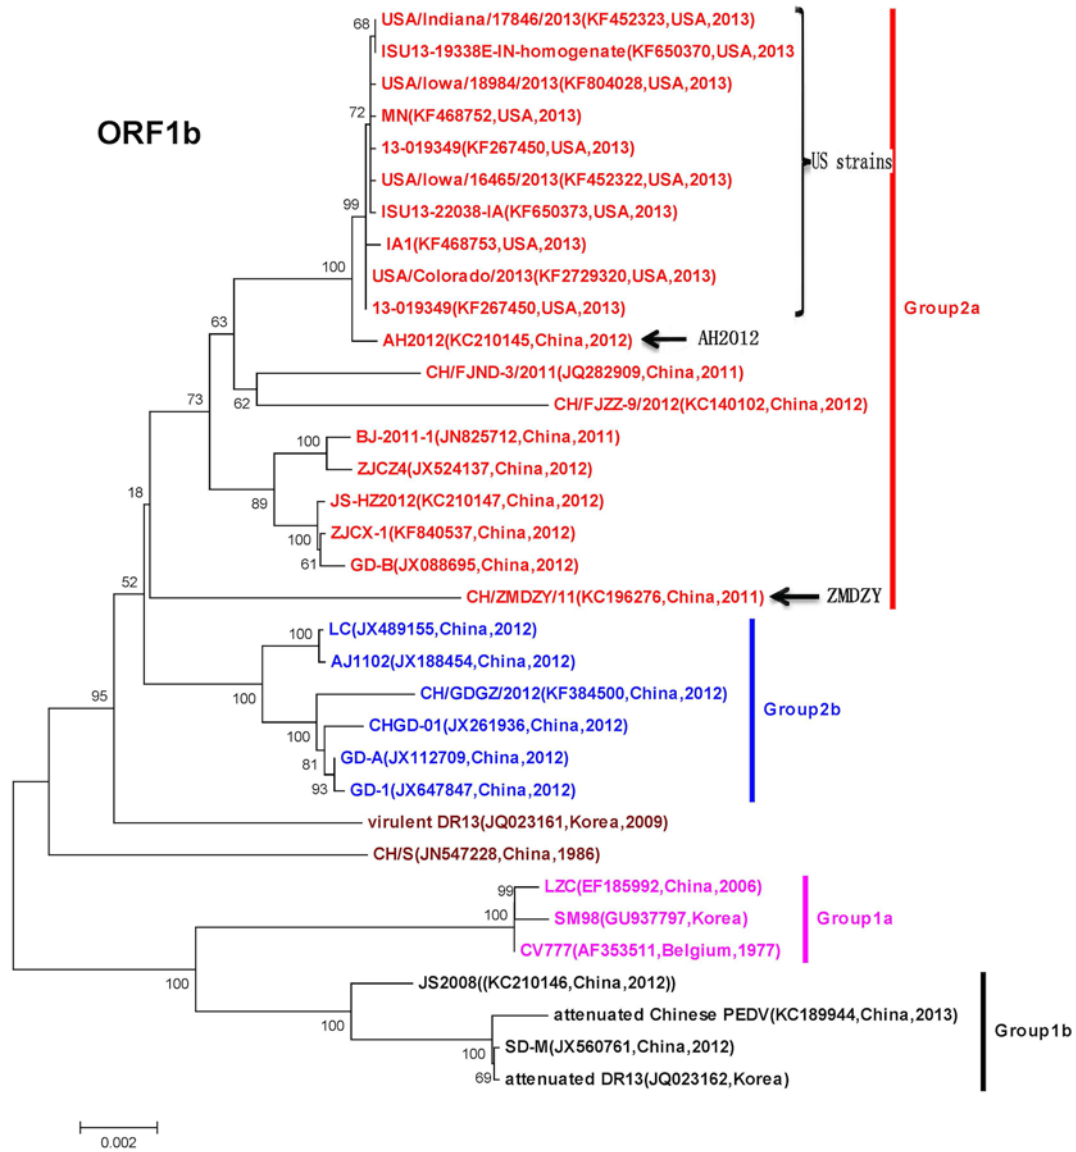 68
USA/Indiana/17846/2013(KF452323,USA,2013)
ISU13-19338E-IN-homogenate(KF650370,USA,2013
USA/Iowa/18984/2013(KF804028,USA,2013)
72
MN(KF468752,USA,2013)
ORF1b
13-019349(KF267450,USA,2013)
US strains
USA/Iowa/16465/2013(KF452322,USA,2013)
99
ISU13-22038-IA(KF650373,USA,2013)
IA1(KF468753,USA,2013)
100
USA/Colorado/2013(KF2729320,USA,2013)
13-019349(KF267450,USA,2013)
Group2a
63
AH2012(KC210145,China,2012)
AH2012
CH/FJND-3/2011(JQ282909,China,2011)
73
62
CH/FJZZ-9/2012(KC140102,China,2012)
100
BJ-2011-1(JN825712,China,2011)
ZJCZ4(JX524137,China,2012)
18
89
JS-HZ2012(KC210147,China,2012)
100
ZJCX-1(KF840537,China,2012)
61
GD-B(JX088695,China,2012)
52
CH/ZMDZY/11(KC196276,China,2011)
ZMDZY
100
LC(JX489155,China,2012)
AJ1102(JX188454,China,2012)
95
100
CH/GDGZ/2012(KF384500,China,2012)
Group2b
100
CHGD-01(JX261936,China,2012)
81
GD-A(JX112709,China,2012)
93
GD-1(JX647847,China,2012)
virulent DR13(JQ023161,Korea,2009)
CH/S(JN547228,China,1986)
99
LZC(EF185992,China,2006)
100
SM98(GU937797,Korea)
Group1a
CV777(AF353511,Belgium,1977)
100
JS2008((KC210146,China,2012))
100
attenuated Chinese PEDV(KC189944,China,2013)
Group1b
100
SD-M(JX560761,China,2012)
69
attenuated DR13(JQ023162,Korea)
0.002